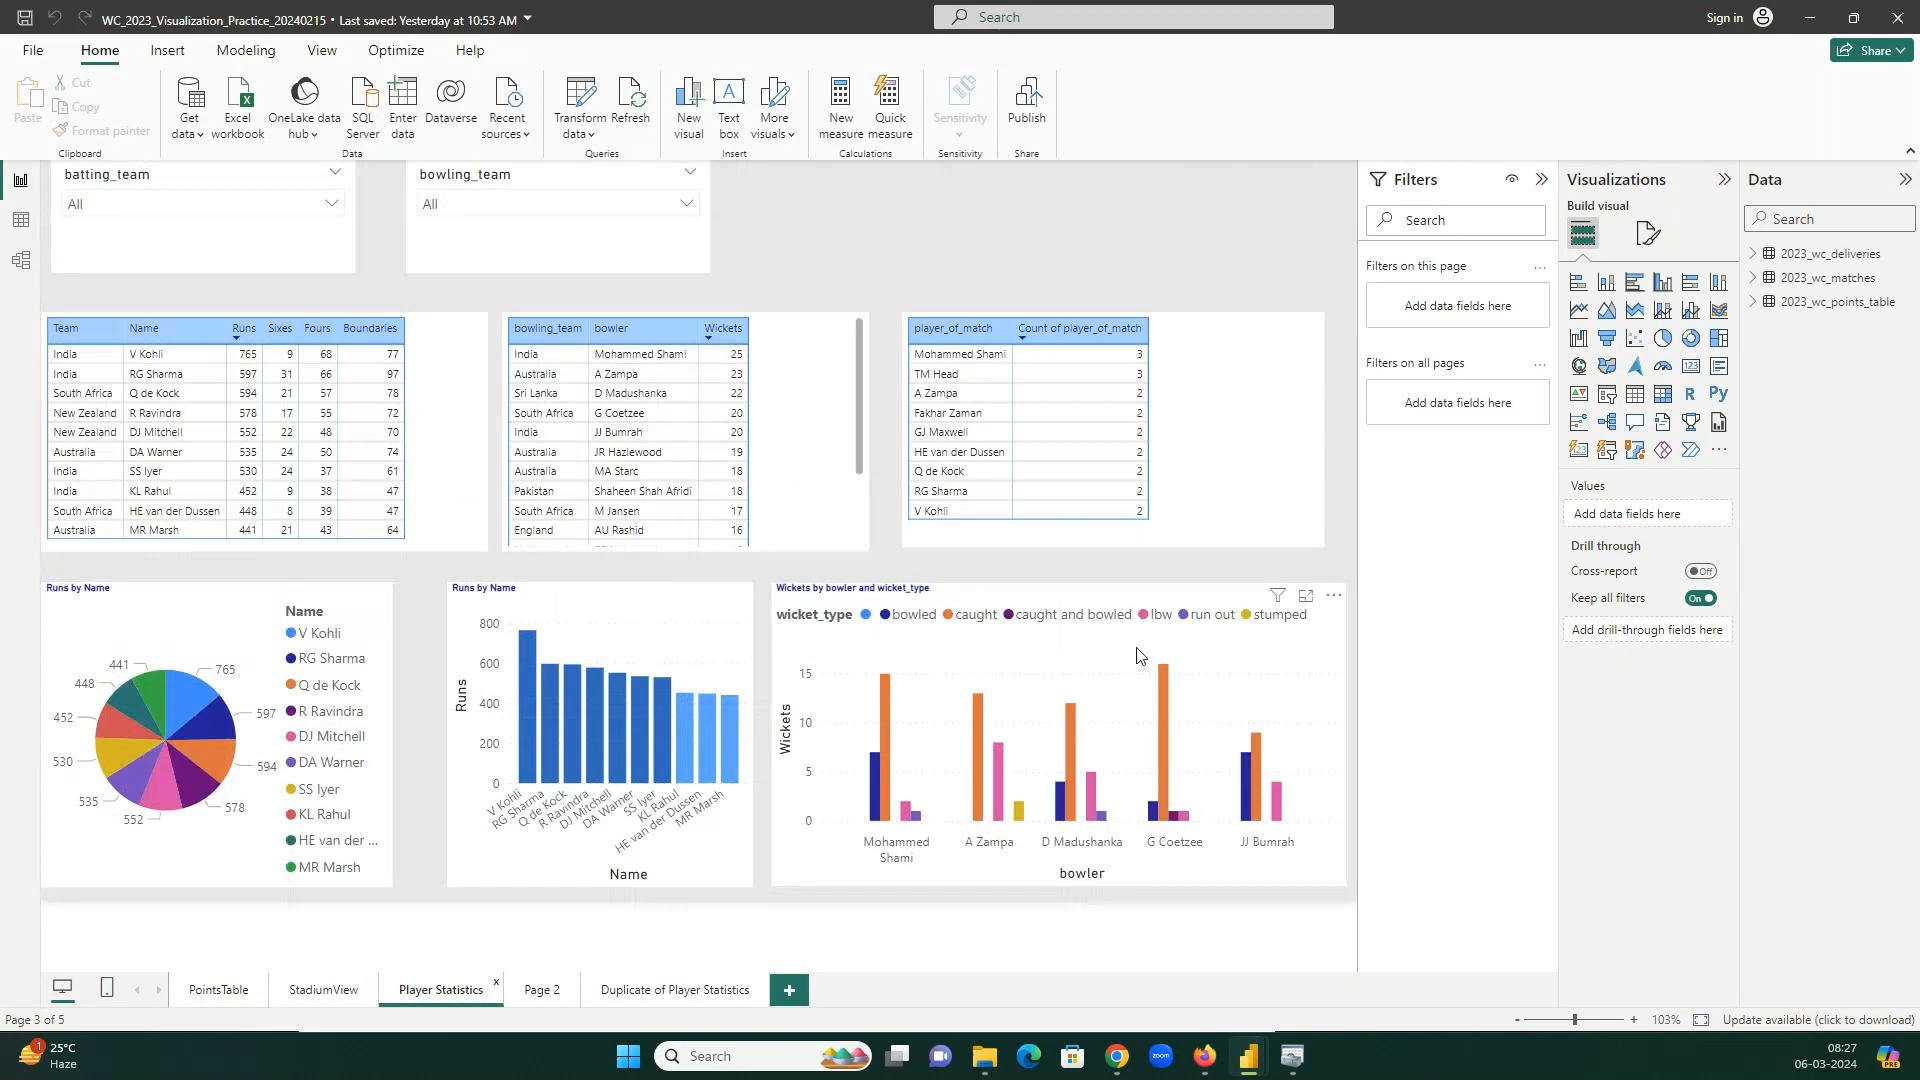 WC_2023_Visualization_Practice_20240215 • Last saved: Yesterday at 10:53 AM
Search
Sign in
File
Home
Insert
Modeling
View
Optimize
Help
Share
Paste
Cut
Copy
Format painter
Clipboard
Get data
Excel workbook
OneLake data hub
SQL Server
Enter data
Dataverse
Recent sources
Data
Transform data
Refresh
Queries
New visual
Text box
More visuals
Insert
New measure
Quick measure
Calculations
Sensitivity
Sensitivity
Publish
Share
batting_team
All
bowling_team
All
Team Name Runs Sixes Fours Boundaries
India V Kohli 765 9 68 77
India RG Sharma 597 31 66 97
South Africa Q de Kock 594 21 57 78
New Zealand R Ravindra 578 17 55 72
New Zealand DJ Mitchell 552 22 48 70
Australia DA Warner 535 24 50 74
India SS Iyer 530 24 37 61
India KL Rahul 452 9 38 47
South Africa HE van der Dussen 448 8 39 47
Australia MR Marsh 441 21 43 64
bowling_team bowler Wickets
India Mohammed Shami 25
Australia A Zampa 23
Sri Lanka D Madushanka 22
South Africa G Coetzee 20
India JJ Bumrah 20
Australia JR Hazlewood 19
Australia MA Starc 18
Pakistan Shaheen Shah Afridi 18
South Africa M Jansen 17
England AU Rashid 16
player_of_match Count of player_of_match
Mohammed Shami 3
TM Head 3
A Zampa 2
Fakhar Zaman 2
GJ Maxwell 2
HE van der Dussen 2
Q de Kock 2
RG Sharma 2
V Kohli 2
Runs by Name
Name
V Kohli
RG Sharma
Q de Kock
R Ravindra
DJ Mitchell
DA Warner
SS Iyer
KL Rahul
HE van der ...
MR Marsh
765
597
594
578
552
535
530
452
448
441
Runs by Name
Runs
800
600
400
200
0
V Kohli
RG Sharma
Q de Kock
R Ravindra
DJ Mitchell
DA Warner
SS Iyer
KL Rahul
HE van der Dussen
MR Marsh
Name
Wickets by bowler and wicket_type
wicket_type bowled caught caught and bowled lbw run out stumped
Wickets
15
10
5
0
Mohammed Shami
A Zampa
D Madushanka
G Coetzee
JJ Bumrah
bowler
Filters
Search
Filters on this page ...
Add data fields here
Filters on all pages ...
Add data fields here
Visualizations
Build visual
123
R
Py
123
...
Values
Add data fields here
Drill through
Cross-report Off
Keep all filters On
Add drill-through fields here
Data
Search
2023_wc_deliveries
2023_wc_matches
2023_wc_points_table
PointsTable
StadiumView
Player Statistics
x
Page 2
Duplicate of Player Statistics
+
Page 3 of 5
- + 103%
Update available (click to download)
1
25°C
Haze
Search
zoom
PRE
08:27
06-03-2024